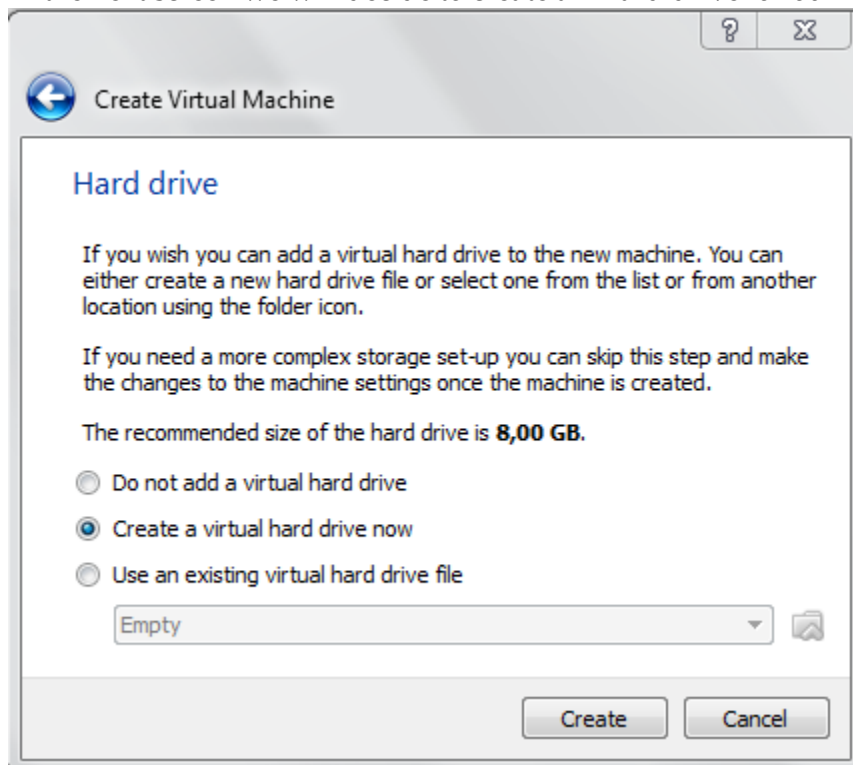 Create Virtual Machine
Hard drive
If you wish you can add a virtual hard drive to the new machine. You can
either create a new hard drive file or select one from the list or from another
location using the folder icon.
If you need a more complex storage set-up you can skip this step and make
the changes to the machine settings once the machine is created.
The recommended size of the hard drive is 8,00 GB.
Do not add a virtual hard drive
Create a virtual hard drive now
Use an existing virtual hard drive file
Empty
Create Cancel